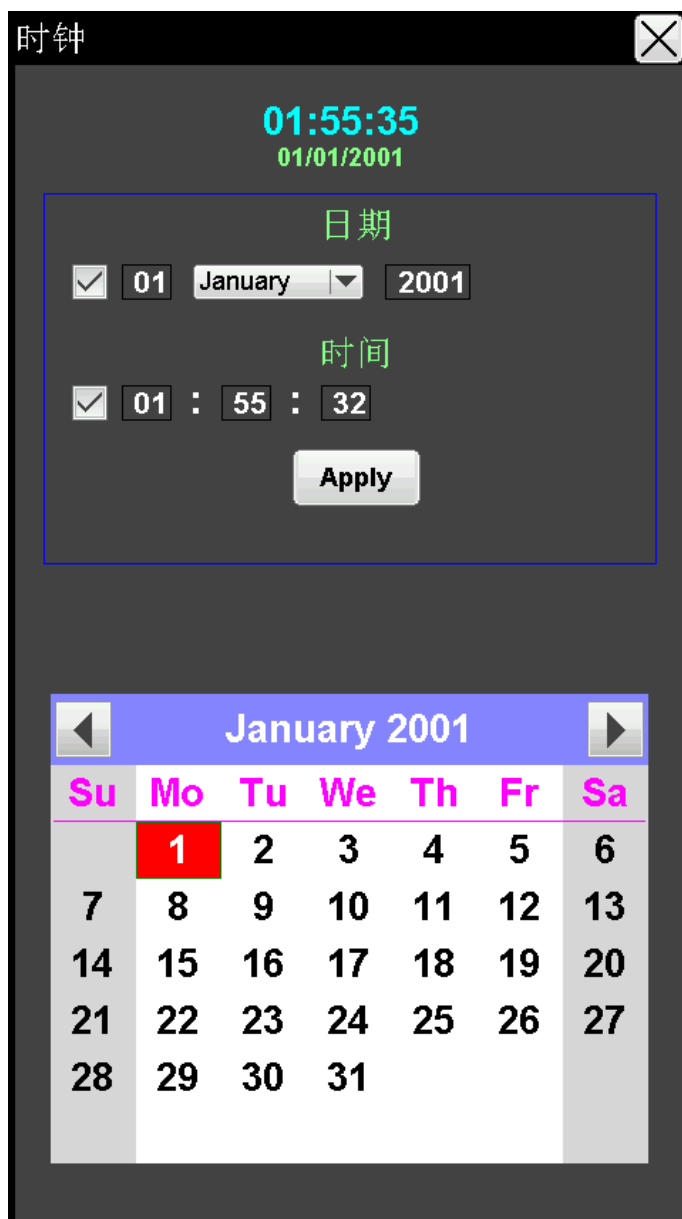 时钟
01:55:35
01/01/2001
日期
01 January 2001
时间
01 : 55 : 32
Apply
January 2001
Su Mo Tu We Th Fr Sa
1 2 3 4 5 6
7 8 9 10 11 12 13
14 15 16 17 18 19 20
21 22 23 24 25 26 27
28 29 30 31